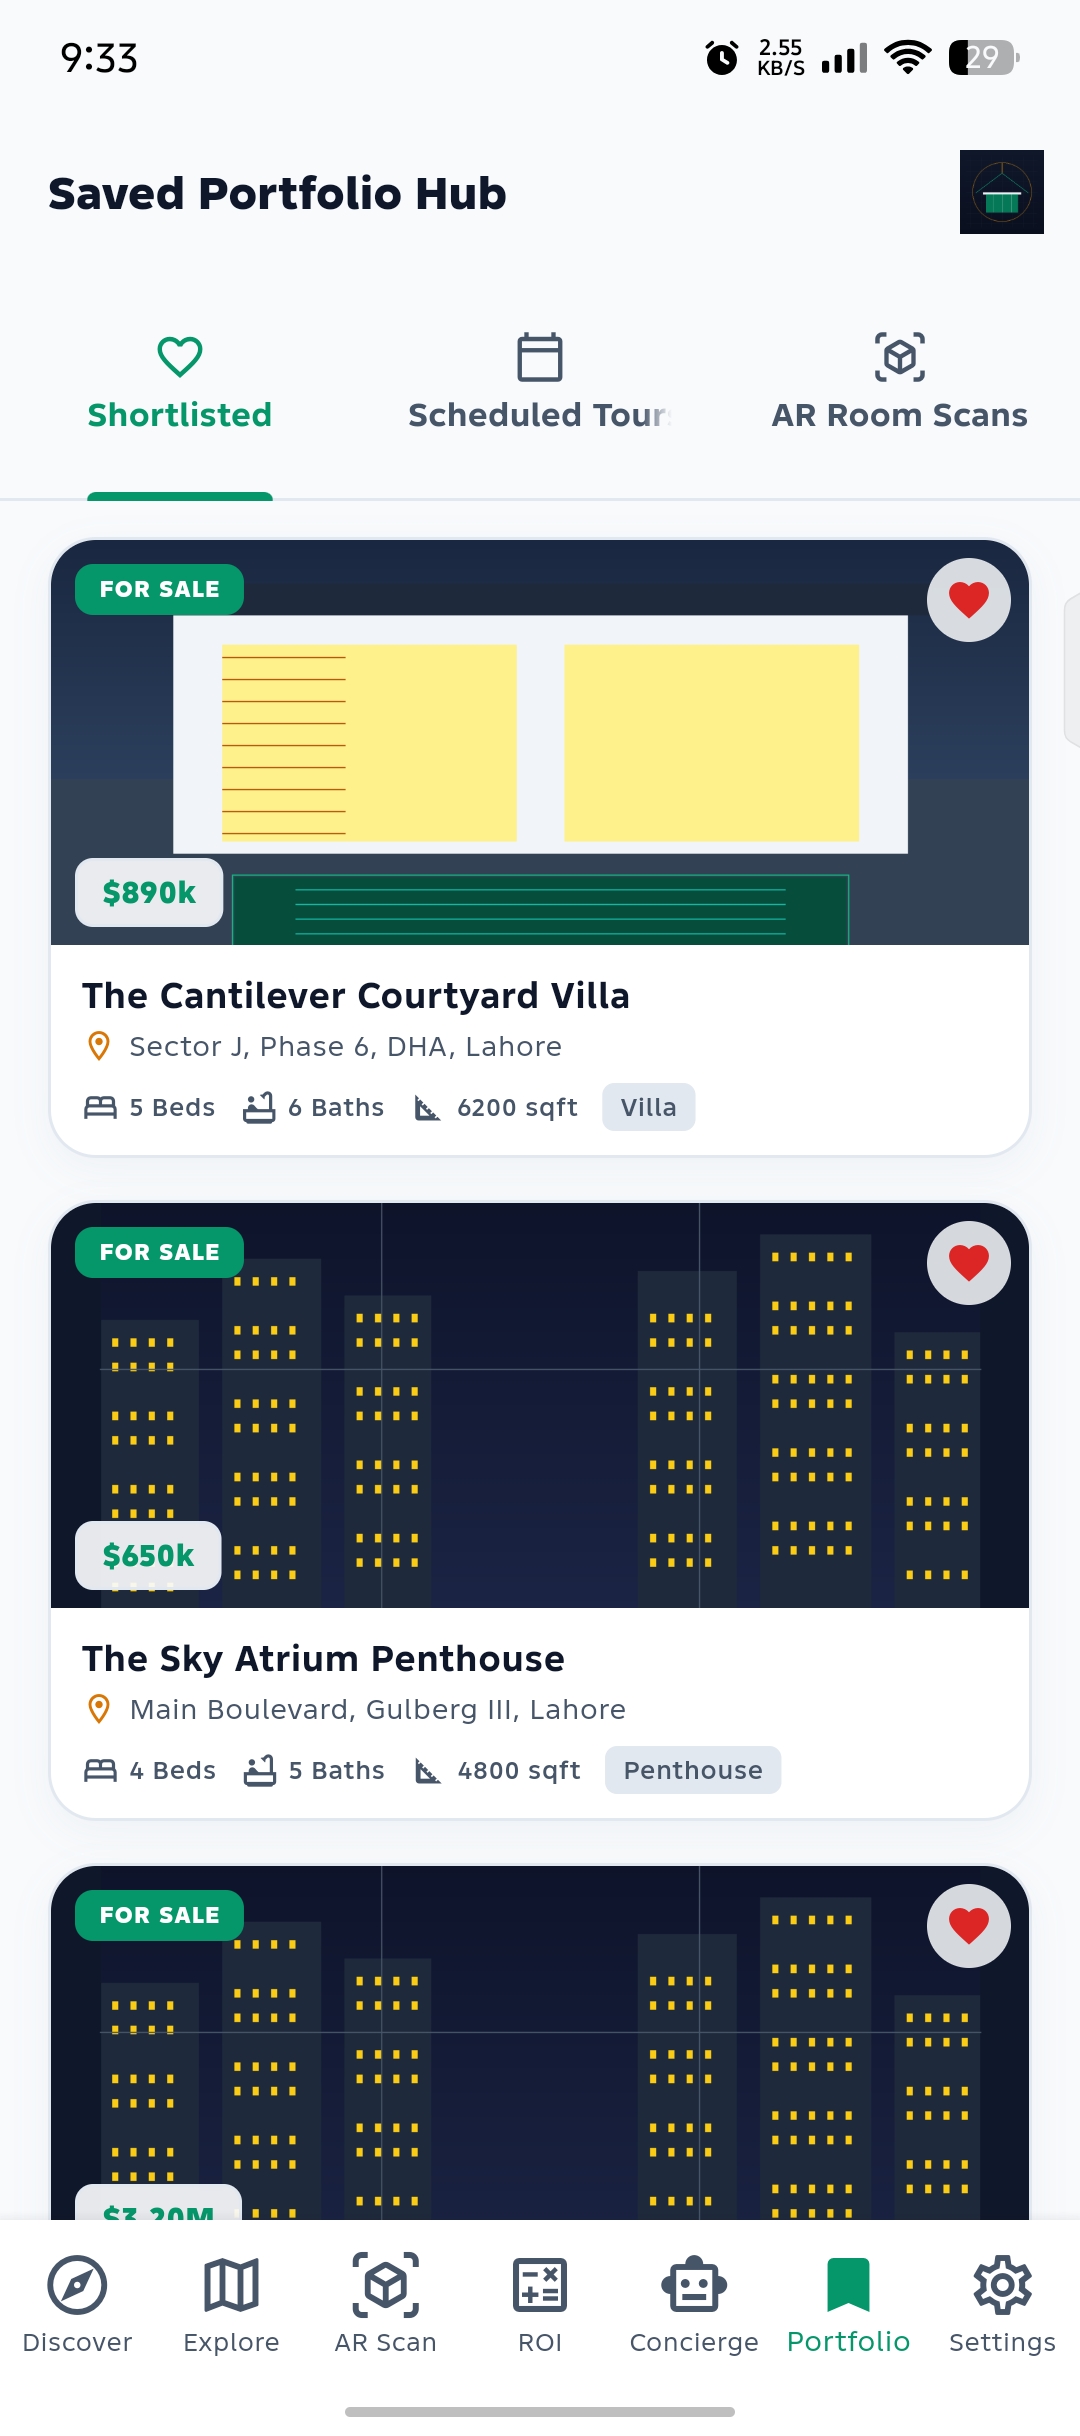 9:33
2.55
KB/S
29
Saved Portfolio Hub
Shortlisted
Scheduled Tour
AR Room Scans
FOR SALE
$890k
The Cantilever Courtyard Villa
Sector J, Phase 6, DHA, Lahore
5 Beds 6 Baths 6200 sqft Villa
FOR SALE
$650k
The Sky Atrium Penthouse
Main Boulevard, Gulberg III, Lahore
4 Beds 5 Baths 4800 sqft Penthouse
FOR SALE
$3.20M
Discover Explore AR Scan ROI Concierge Portfolio Settings